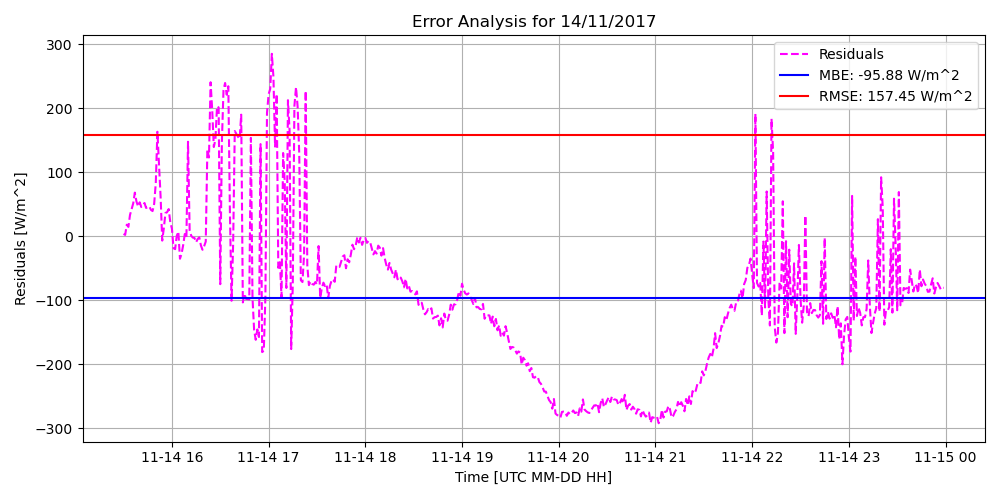 Error Analysis for 14/11/2017
Residuals
MBE: -95.88 W/m^2
RMSE: 157.45 W/m^2
Residuals [W/m^2]
300
200
100
0
−100
−200
−300
11-14 16 11-14 17 11-14 18 11-14 19 11-14 20 11-14 21 11-14 22 11-14 23 11-15 00
Time [UTC MM-DD HH]